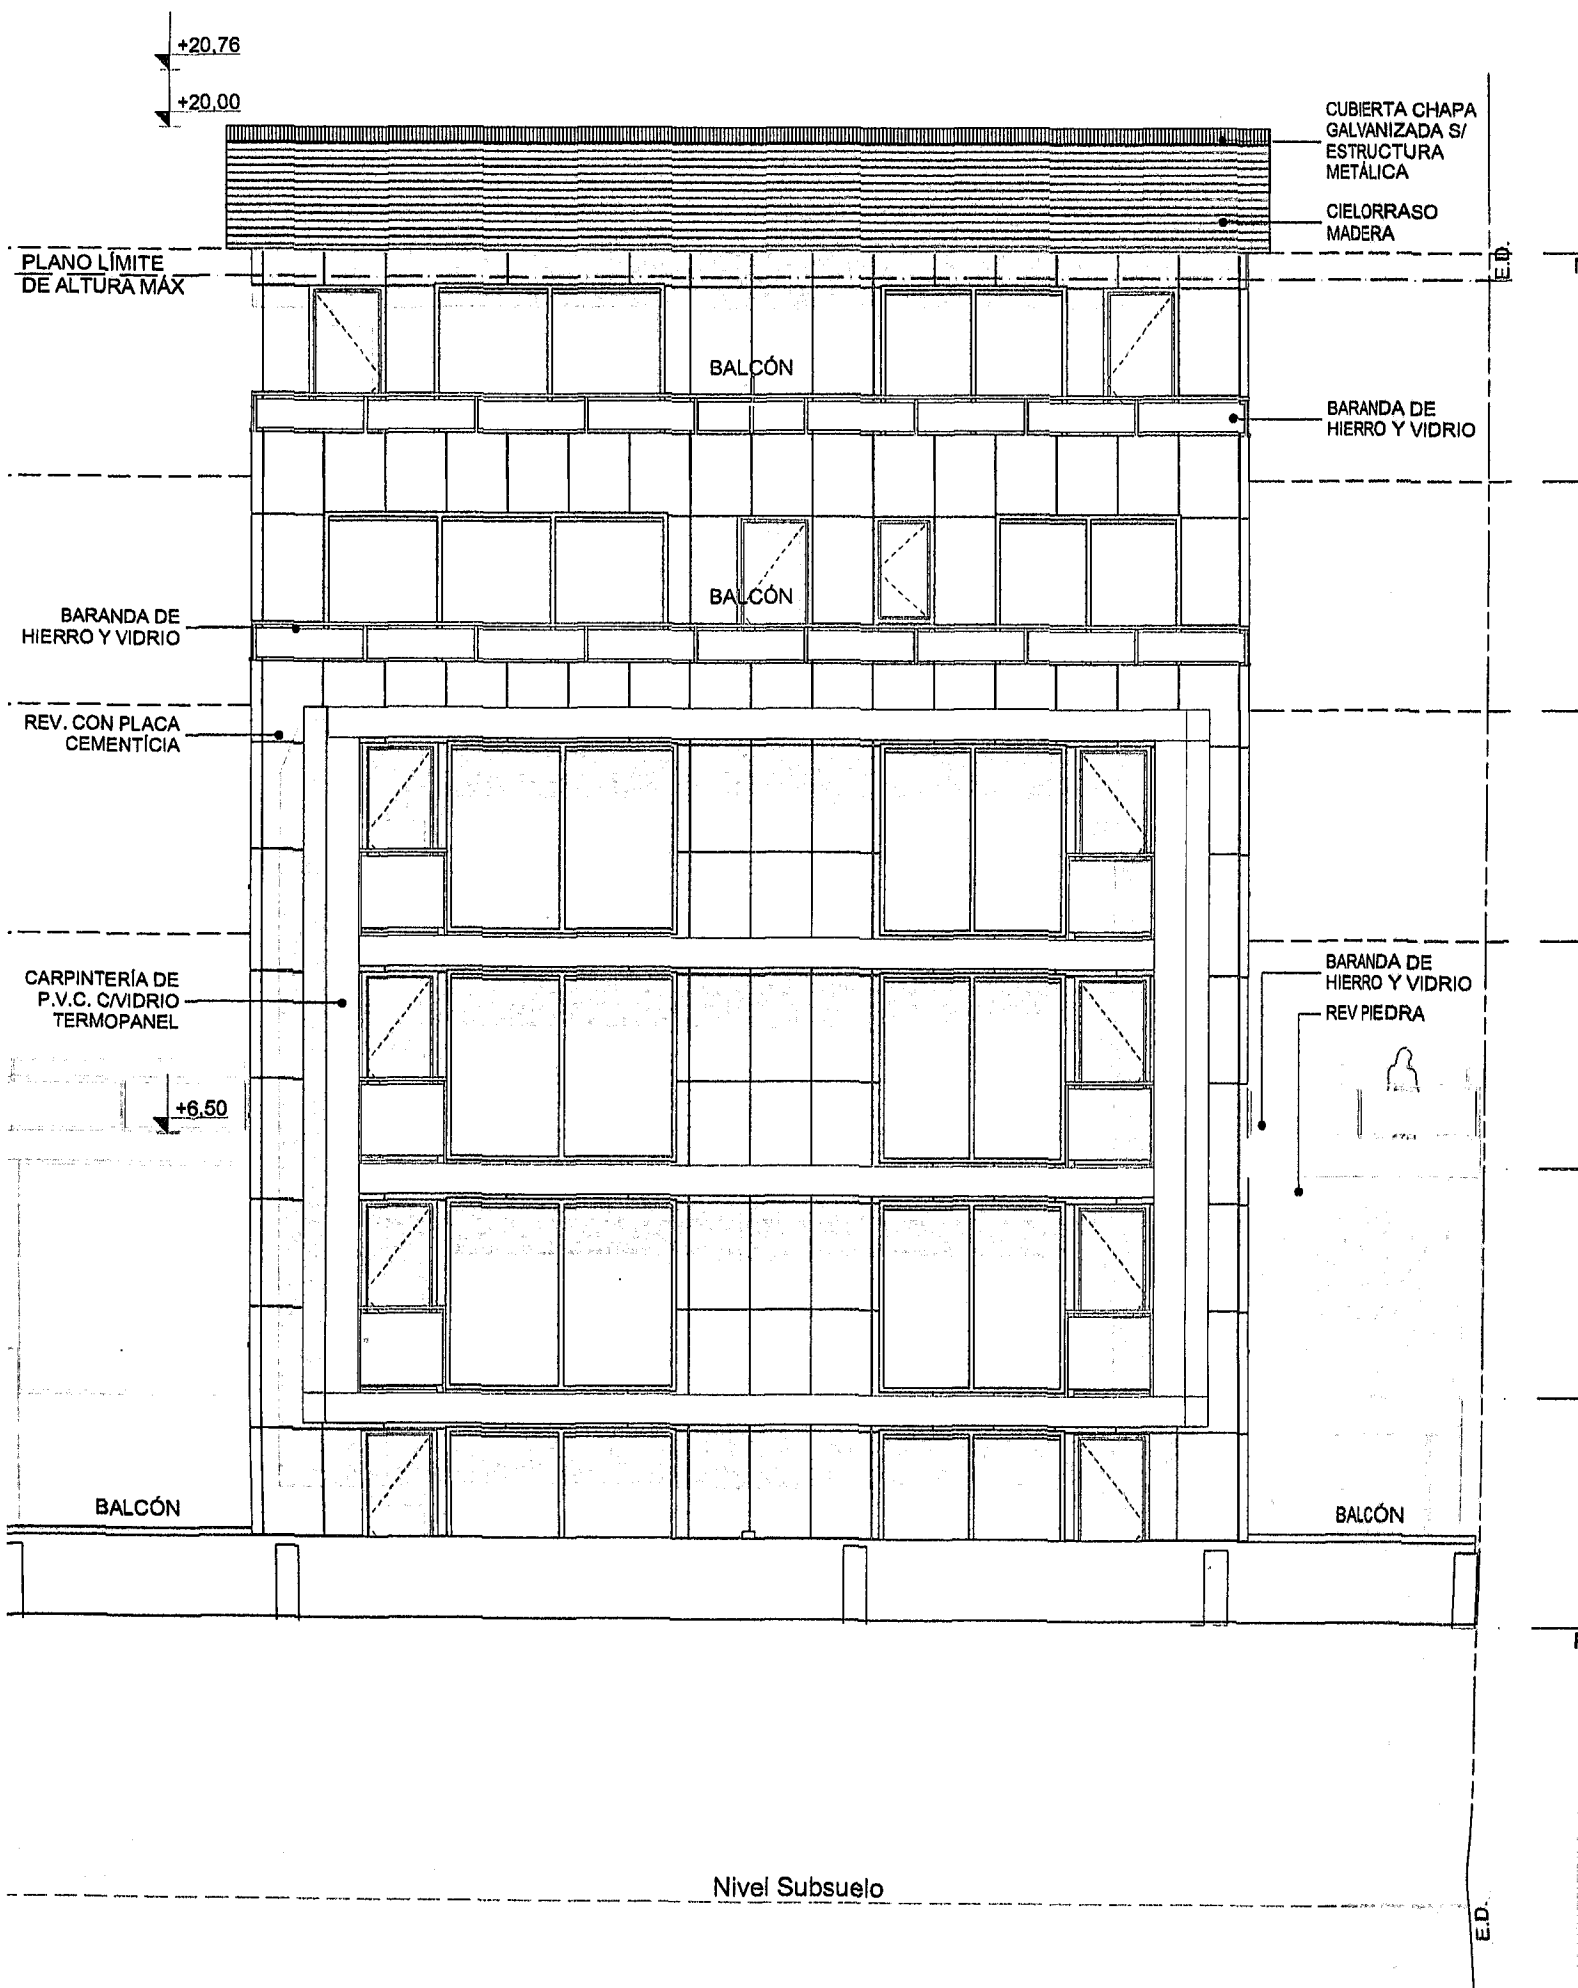 +20,76
+20,00
CUBIERTA CHAPA
GALVANIZADA S/
ESTRUCTURA
METÁLICA
CIELORRASO
MADERA
E.D.
PLANO LÍMITE
DE ALTURA MÁX
BALCÓN
BARANDA DE
HIERRO Y VIDRIO
BALCÓN
BARANDA DE
HIERRO Y VIDRIO
REV. CON PLACA
CEMENTÍCIA
CARPINTERÍA DE
P.V.C. C/VIDRIO
TERMOPANEL
BARANDA DE
HIERRO Y VIDRIO
REV PIEDRA
+6,50
BALCÓN
BALCÓN
Nivel Subsuelo
E.D.